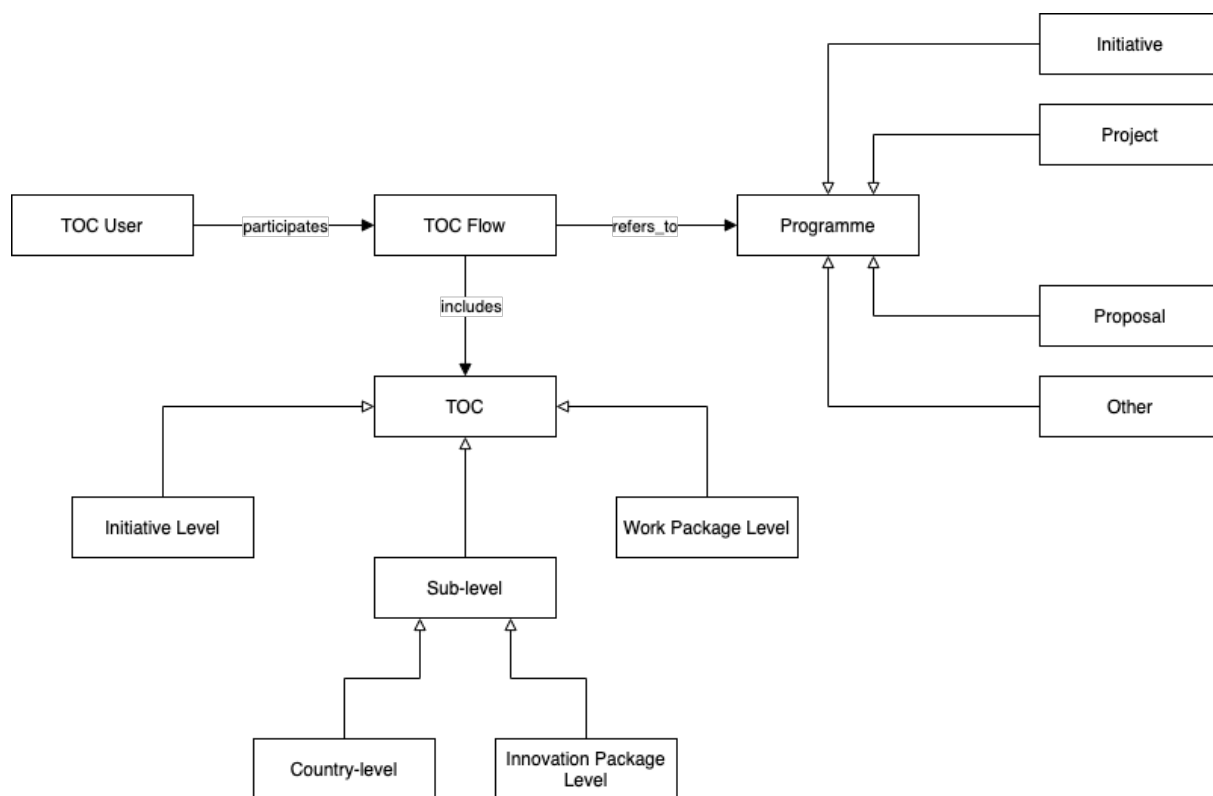 Initiative
Project
TOC User
participates
TOC Flow
refers_to
Programme
includes
Proposal
TOC
Other
Initiative Level
Work Package Level
Sub-level
Country-level
Innovation Package
Level